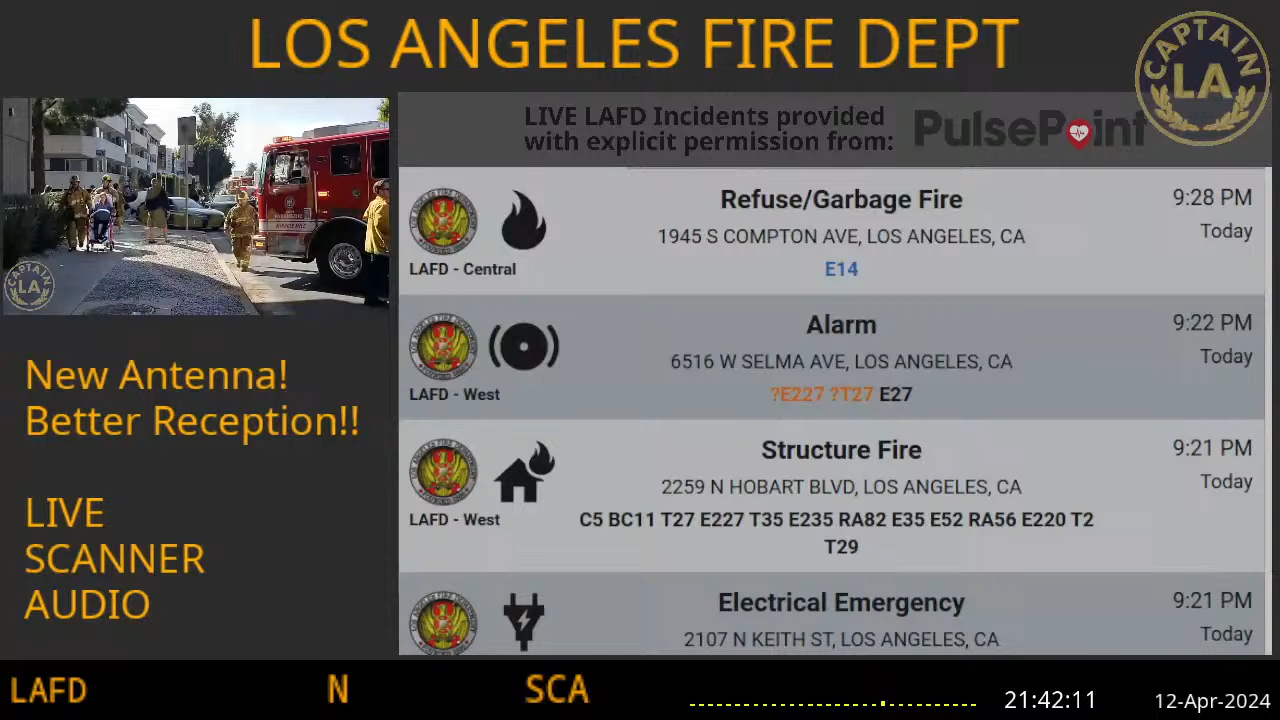 LOS ANGELES FIRE DEPT
CAPTAIN
LA
LIVE LAFD Incidents provided
with explicit permission from:
PulsePoint
Refuse/Garbage Fire
9:28 PM
1945 S COMPTON AVE, LOS ANGELES, CA
Today
LAFD - Central
E14
Alarm
9:22 PM
6516 W SELMA AVE, LOS ANGELES, CA
Today
LAFD - West
?E227 ?T27 E27
Structure Fire
9:21 PM
2259 N HOBART BLVD, LOS ANGELES, CA
Today
LAFD - West
C5 BC11 T27 E227 T35 E235 RA82 E35 E52 RA56 E220 T2
T29
Electrical Emergency
9:21 PM
2107 N KEITH ST, LOS ANGELES, CA
Today
CAPTAIN
LA
New Antenna!
Better Reception!!
LIVE
SCANNER
AUDIO
LAFD
N
SCA
21:42:11
12-Apr-2024